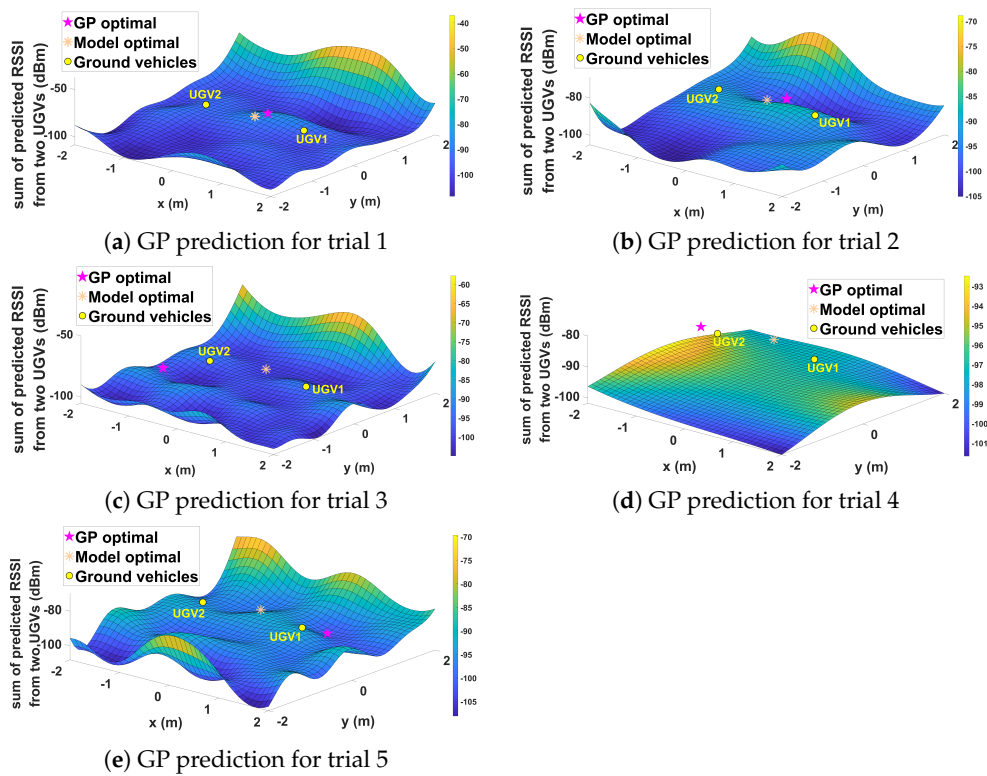 GP optimal
Model optimal
Ground vehicles
sum of predicted RSSI
from two UGVs (dBm)
-50
-100
-2
-1
0
1
2
x (m)
-2
-1
0
1
2
y (m)
UGV2
UGV1
-40
-50
-60
-70
-80
-90
-100
(a) GP prediction for trial 1
GP optimal
Model optimal
Ground vehicles
sum of predicted RSSI
from two UGVs (dBm)
-80
-100
-2
-1
0
1
2
x (m)
-2
-1
0
1
2
y (m)
UGV2
UGV1
-70
-75
-80
-85
-90
-95
-100
-105
(b) GP prediction for trial 2
GP optimal
Model optimal
Ground vehicles
sum of predicted RSSI
from two UGVs (dBm)
-50
-100
-2
-1
0
1
2
x (m)
-2
-1
0
1
2
y (m)
UGV2
UGV1
-60
-65
-70
-75
-80
-85
-90
-95
-100
(c) GP prediction for trial 3
GP optimal
Model optimal
Ground vehicles
sum of predicted RSSI
from two UGVs (dBm)
-80
-90
-100
-2
-1
0
1
2
x (m)
-2
0
2
y (m)
UGV2
UGV1
-93
-94
-95
-96
-97
-98
-99
-100
-101
(d) GP prediction for trial 4
GP optimal
Model optimal
Ground vehicles
sum of predicted RSSI
from two,UGVs (dBm)
-80
-100
-2
-1
0
1
2
x (m)
-2
0
2
y (m)
UGV2
UGV1
-70
-75
-80
-85
-90
-95
-100
-105
(e) GP prediction for trial 5